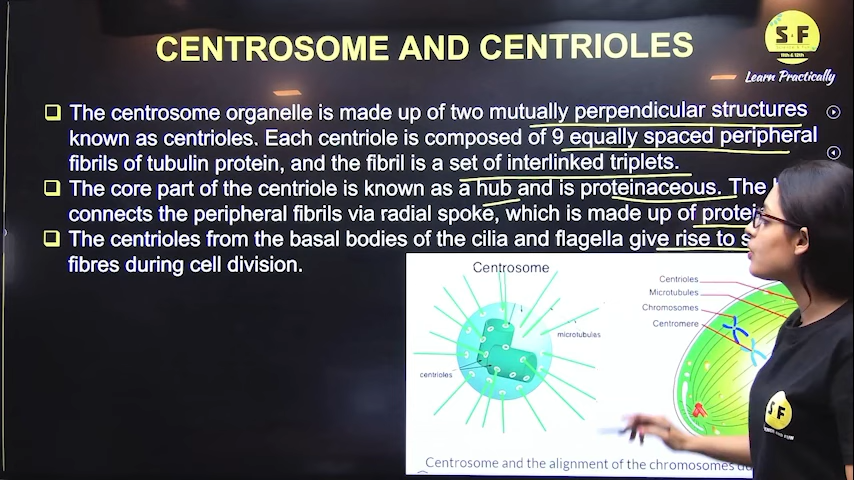 CENTROSOME AND CENTRIOLES
S F
11th & 12th
Learn Practically
❑ The centrosome organelle is made up of two mutually perpendicular structures
known as centrioles. Each centriole is composed of 9 equally spaced peripheral
fibrils of tubulin protein, and the fibril is a set of interlinked triplets.
❑ The core part of the centriole is known as a hub and is proteinaceous. The
connects the peripheral fibrils via radial spoke, which is made up of protei
❑ The centrioles from the basal bodies of the cilia and flagella give rise to s
fibres during cell division.
Centrosome
microtubules
centrioles
Centrioles
Microtubules
Chromosomes
Centromere
Centrosome and the alignment of the chromosomes du
SF